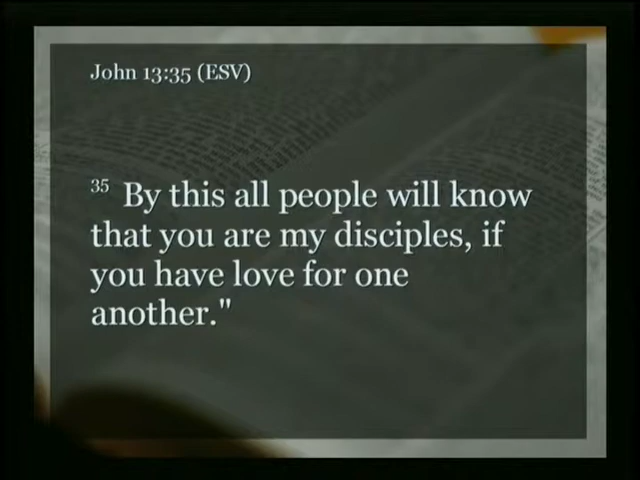 John 13:35 (ESV)
35 By this all people will know
that you are my disciples, if
you have love for one
another."